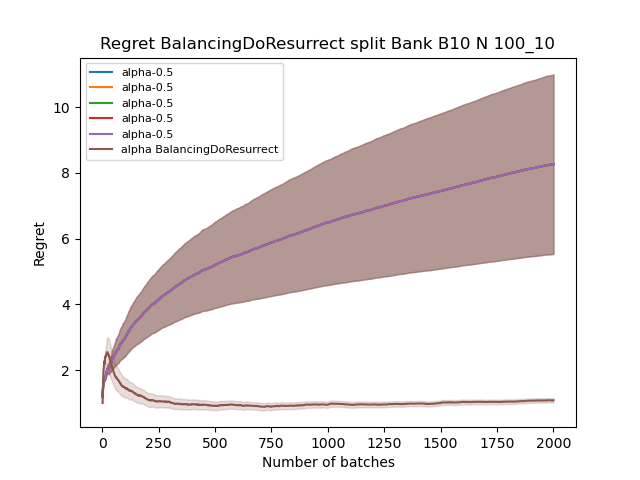 Regret BalancingDoResurrect split Bank B10 N 100_10
alpha-0.5
alpha-0.5
alpha-0.5
alpha-0.5
alpha-0.5
alpha BalancingDoResurrect
Regret
10
8
6
4
2
0 250 500 750 1000 1250 1500 1750 2000
Number of batches